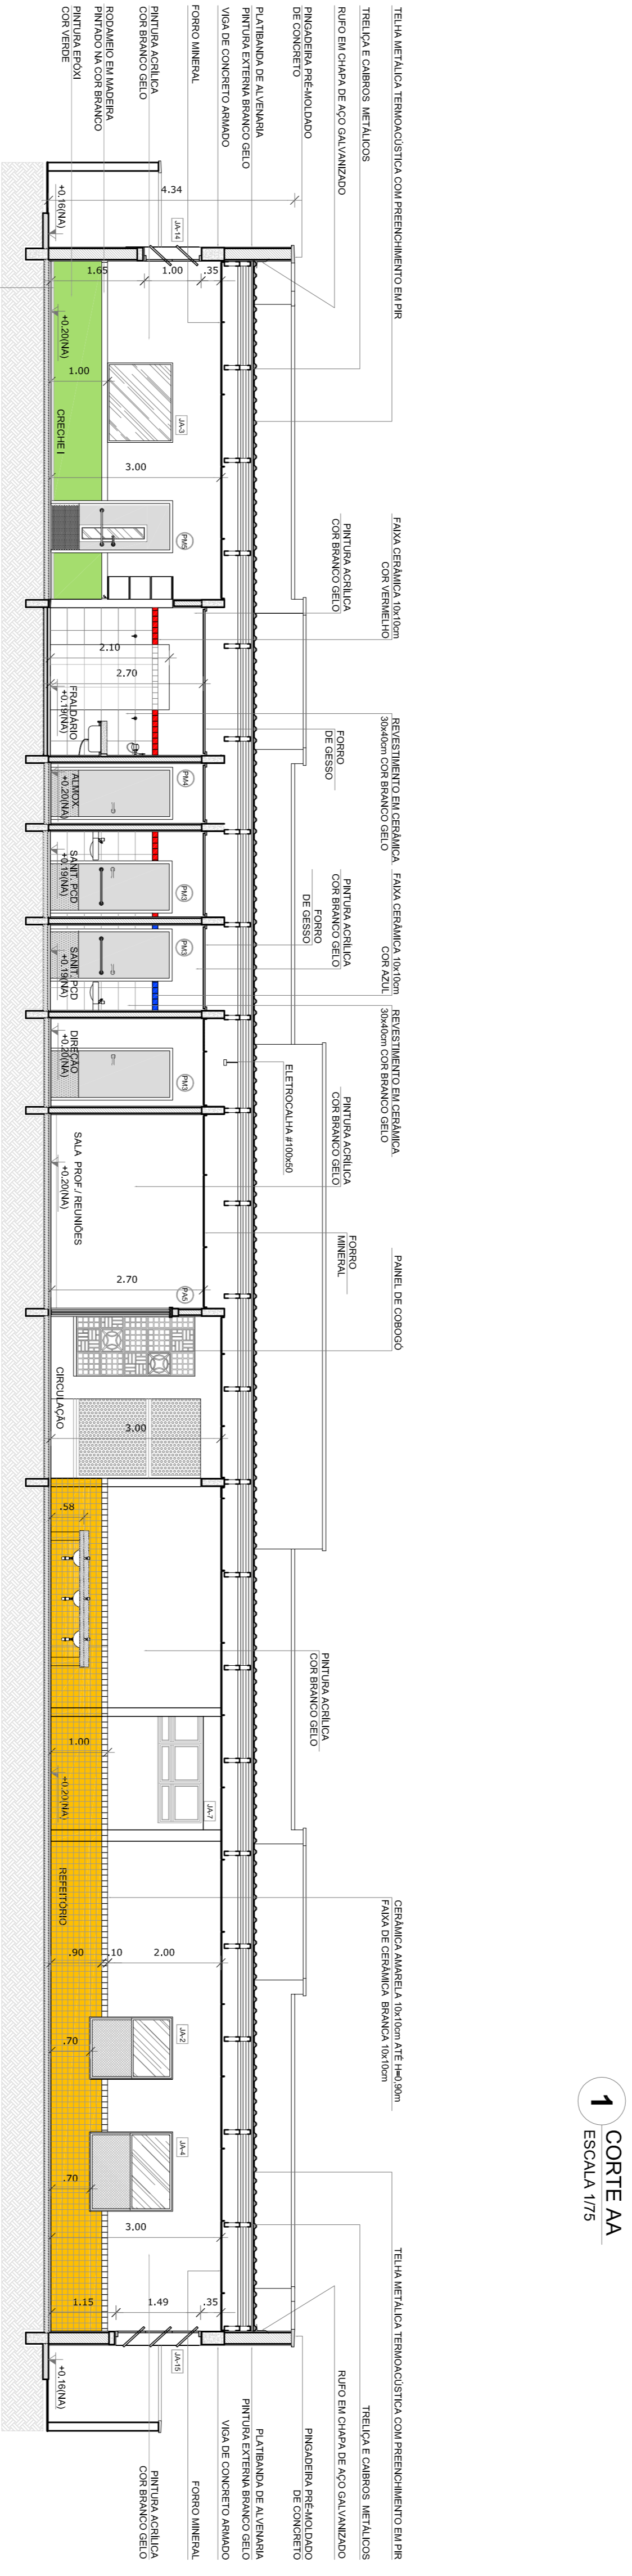 1
CORTE AA
ESCALA 1/75
TELHA METÁLICA TERMOACÚSTICA COM PREENCHIMENTO EM PIR
TRELIÇA E CAIBROS METÁLICOS
RUFO EM CHAPA DE AÇO GALVANIZADO
PINGADEIRA PRÉ-MOLDADO
DE CONCRETO
PLATIBANDA DE ALVENARIA
PINTURA EXTERNA BRANCO GELO
VIGA DE CONCRETO ARMADO
FORRO MINERAL
PINTURA ACRÍLICA
COR BRANCO GELO
RODAMEIO EM MADEIRA
PINTADO NA COR BRANCO
PINTURA EPÓXI
COR VERDE
FAIXA CERÂMICA 10x10cm
COR VERMELHO
PINTURA ACRÍLICA
COR BRANCO GELO
REVESTIMENTO EM CERÂMICA
30x40cm COR BRANCO GELO
FORRO
DE GESSO
FAIXA CERÂMICA 10x10cm
COR AZUL
PINTURA ACRÍLICA
COR BRANCO GELO
FORRO
DE GESSO
REVESTIMENTO EM CERÂMICA
30x40cm COR BRANCO GELO
PINTURA ACRÍLICA
COR BRANCO GELO
ELETROCALHA #100x50
FORRO
MINERAL
PAINEL DE COBOGÓ
PINTURA ACRÍLICA
COR BRANCO GELO
CERÂMICA AMARELA 10x10cm ATÉ H=0,90m
FAIXA DE CERÂMICA BRANCA 10x10cm
TELHA METÁLICA TERMOACÚSTICA COM PREENCHIMENTO EM PIR
TRELIÇA E CAIBROS METÁLICOS
RUFO EM CHAPA DE AÇO GALVANIZADO
PINGADEIRA PRÉ-MOLDADO
DE CONCRETO
PLATIBANDA DE ALVENARIA
PINTURA EXTERNA BRANCO GELO
VIGA DE CONCRETO ARMADO
FORRO MINERAL
PINTURA ACRÍLICA
COR BRANCO GELO
+0.16(NA)
4.34
JA-14
1.65
1.00
.35
+0.20(NA)
1.00
CRECHE I
JA-3
3.00
PM5
2.10
2.70
FRALDÁRIO
+0.19(NA)
PM4
ALMOX.
+0.20(NA)
SANIT. PCD
+0.19(NA)
PM3
SANIT. PCD
+0.19(NA)
PM3
DIREÇÃO
+0.20(NA)
PM3
SALA PROF./ REUNIÕES
+0.20(NA)
2.70
PA5
CIRCULAÇÃO
3.00
.58
1.00
+0.20(NA)
JA-7
REFEITÓRIO
.90
.10
2.00
.70
JA-2
.70
JA-4
3.00
1.15
1.49
.35
JA-15
+0.16(NA)